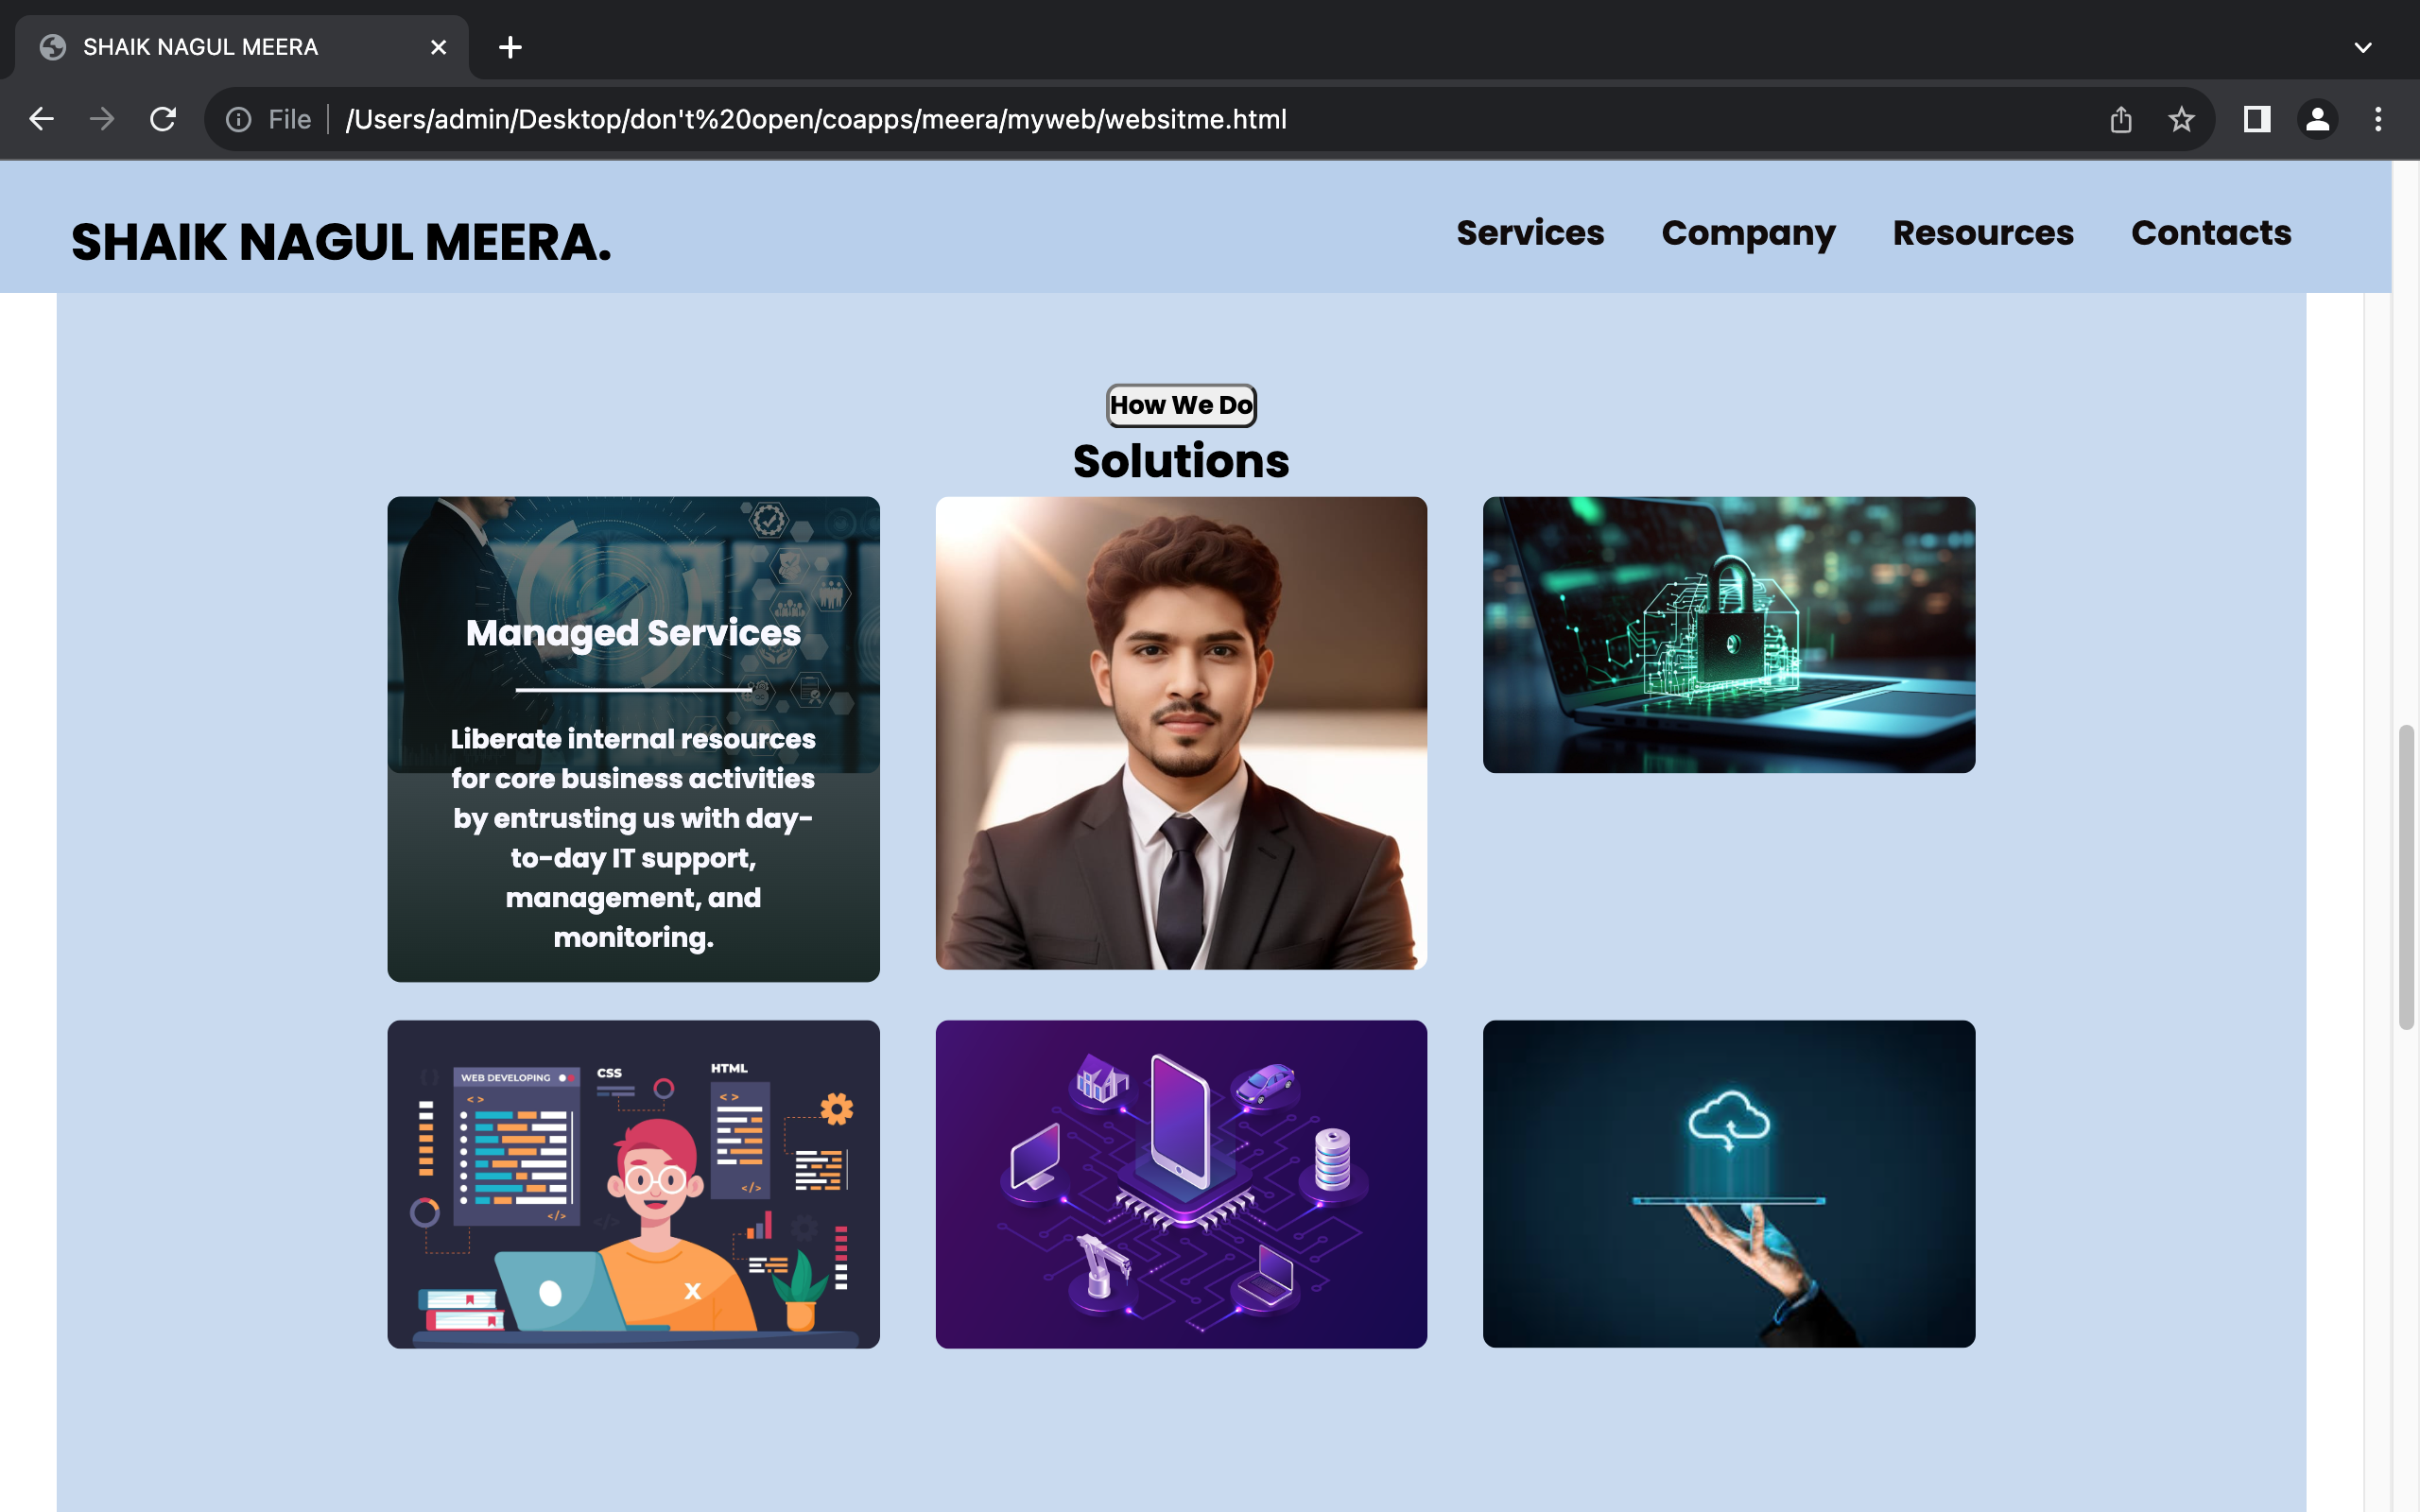 SHAIK NAGUL MEERA
File
/Users/admin/Desktop/don't%20open/coapps/meera/myweb/websitme.html
SHAIK NAGUL MEERA.
Services
Company
Resources
Contacts
How We Do
Solutions
Managed Services
Liberate internal resources
for core business activities
by entrusting us with day-
to-day IT support,
management, and
monitoring.
WEB DEVELOPING
CSS
HTML
< >
< >
</>
</>
</>
X